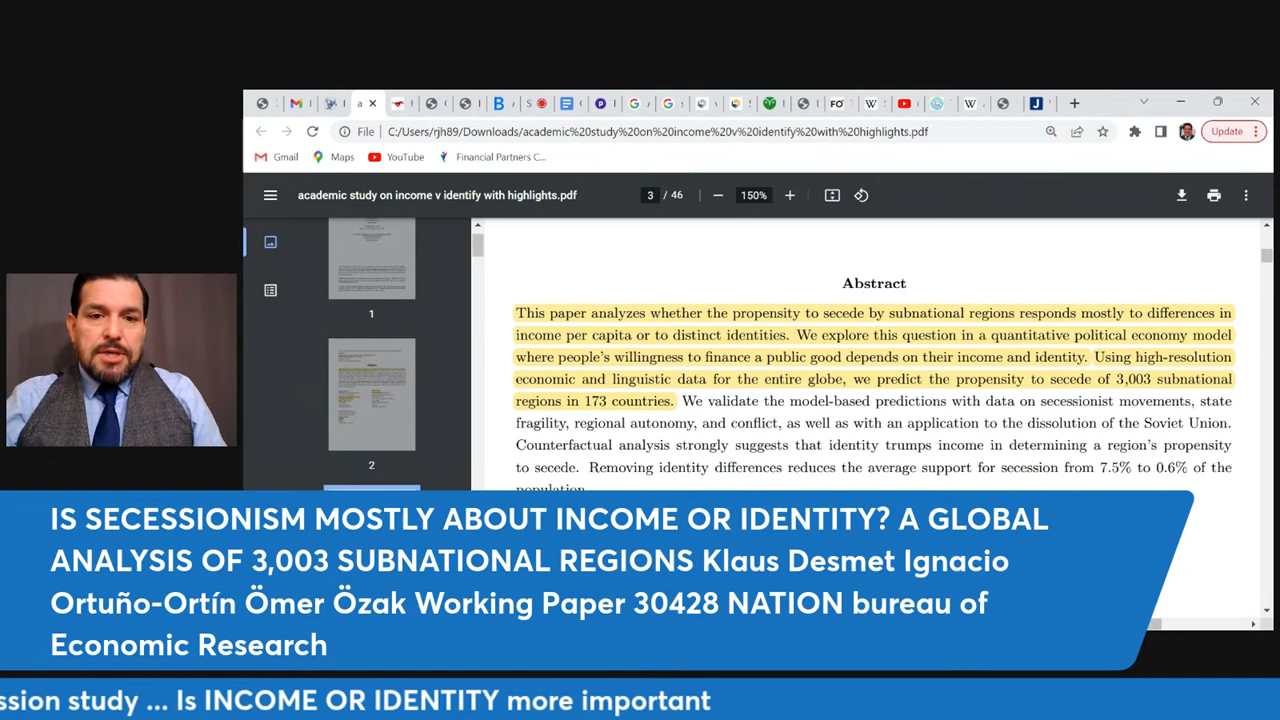 File
C:/Users/rjh89/Downloads/academic%20study%20on%20income%20v%20identify%20with%20highlights.pdf
Update
Gmail
Maps
YouTube
Financial Partners C...
academic study on income v identify with highlights.pdf
3 / 46
150%
1
2
Abstract
This paper analyzes whether the propensity to secede by subnational regions responds mostly to differences in
income per capita or to distinct identities. We explore this question in a quantitative political economy model
where people's willingness to finance a public good depends on their income and identity. Using high-resolution
economic and linguistic data for the entire globe, we predict the propensity to secede of 3,003 subnational
regions in 173 countries. We validate the model-based predictions with data on secessionist movements, state
fragility, regional autonomy, and conflict, as well as with an application to the dissolution of the Soviet Union.
Counterfactual analysis strongly suggests that identity trumps income in determining a region's propensity
to secede. Removing identity differences reduces the average support for secession from 7.5% to 0.6% of the
population.
IS SECESSIONISM MOSTLY ABOUT INCOME OR IDENTITY? A GLOBAL
ANALYSIS OF 3,003 SUBNATIONAL REGIONS Klaus Desmet Ignacio
Ortuño-Ortín Ömer Özak Working Paper 30428 NATION bureau of
Economic Research
ssion study ... Is INCOME OR IDENTITY more important